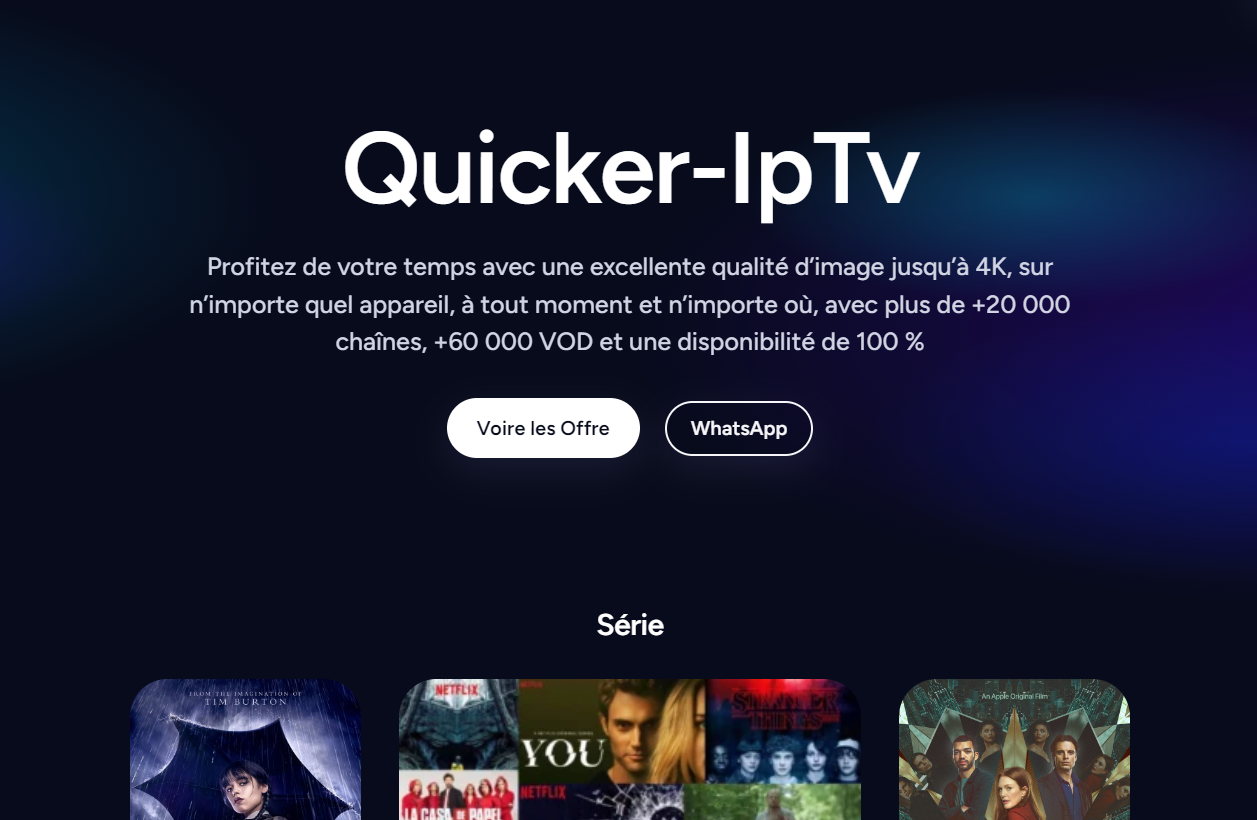 Quicker-IpTv
Profitez de votre temps avec une excellente qualité d’image jusqu’à 4K, sur
n’importe quel appareil, à tout moment et n’importe où, avec plus de +20 000
chaînes, +60 000 VOD et une disponibilité de 100 %
Voire les Offre
WhatsApp
Série
FROM THE IMAGINATION OF
TIM BURTON
NETFLIX
YOU
STRANGER
THINGS
LA CASA DE PAPEL
NETFLIX
An Apple Original Film